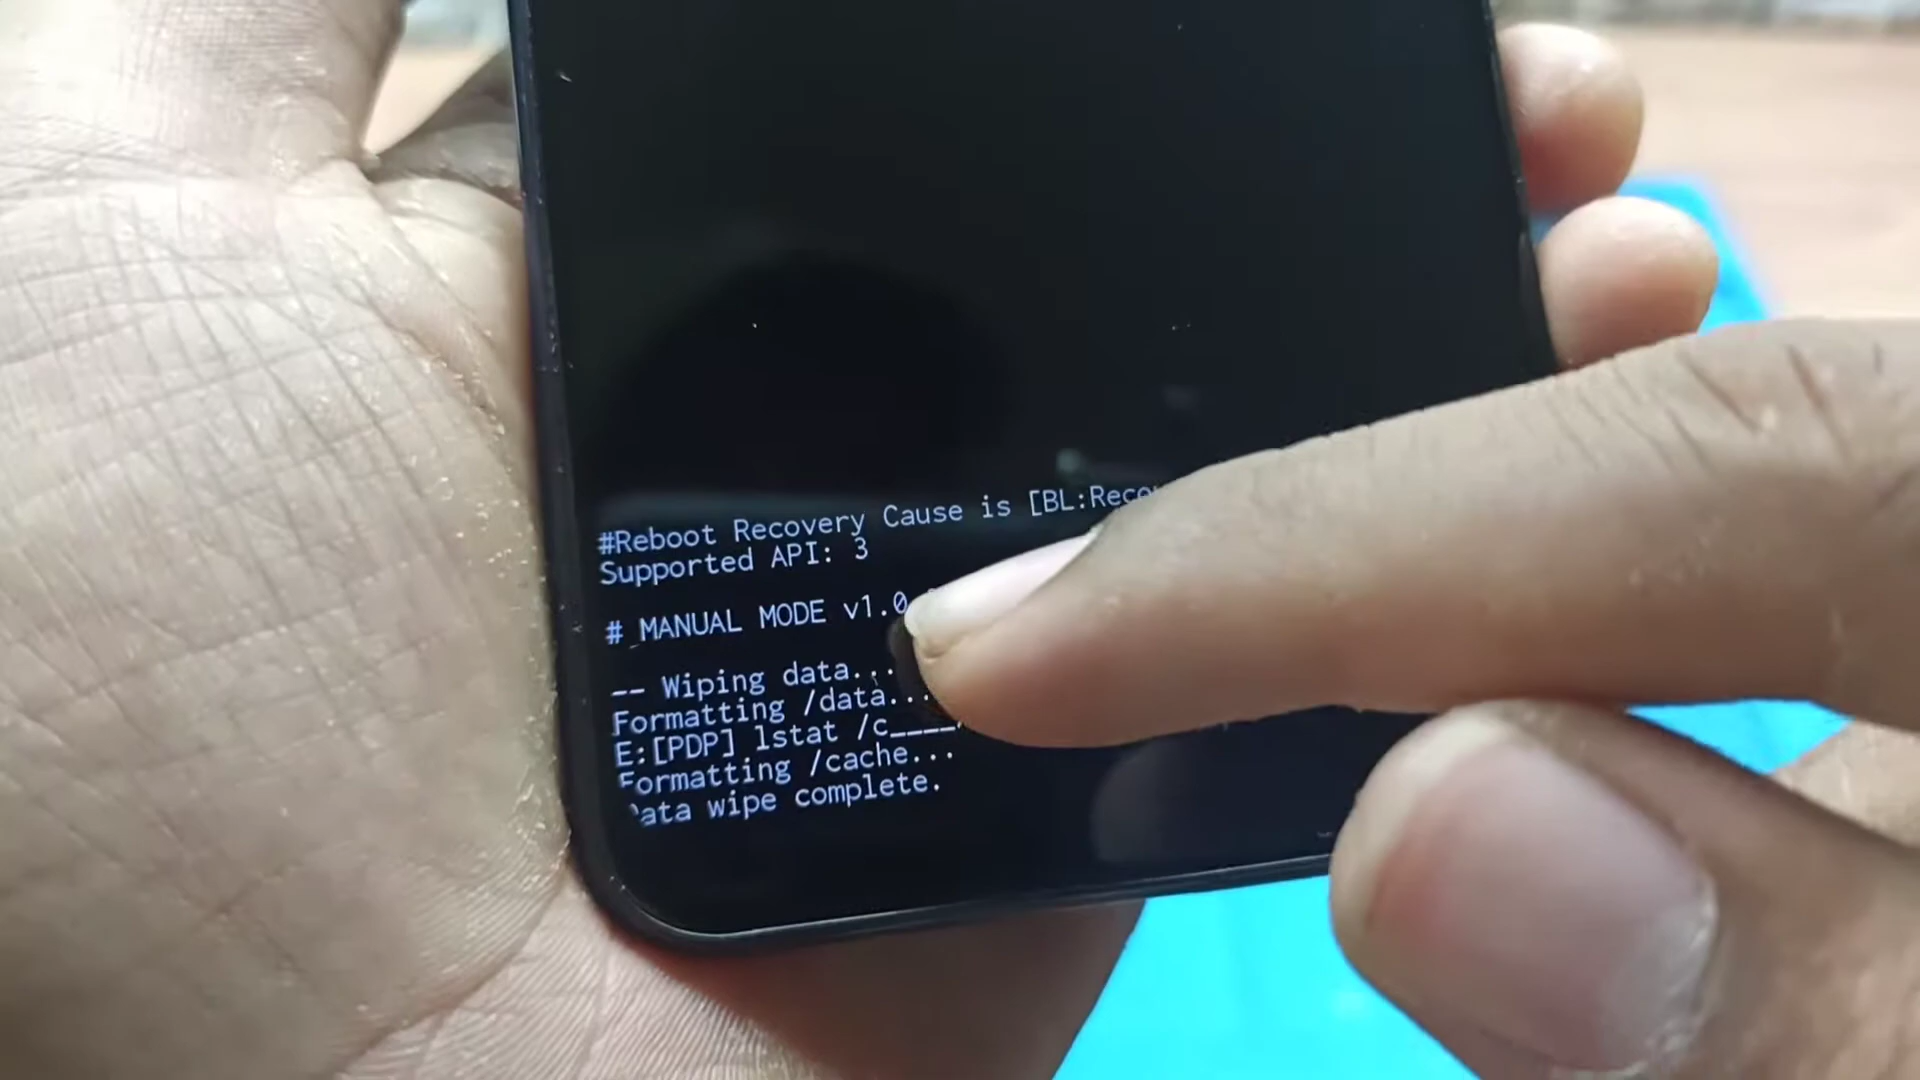 #Reboot Recovery Cause is [BL:Reco
Supported API: 3
# MANUAL MODE v1.0
-- Wiping data...
Formatting /data...
E:[PDP] lstat /c____
Formatting /cache...
Data wipe complete.